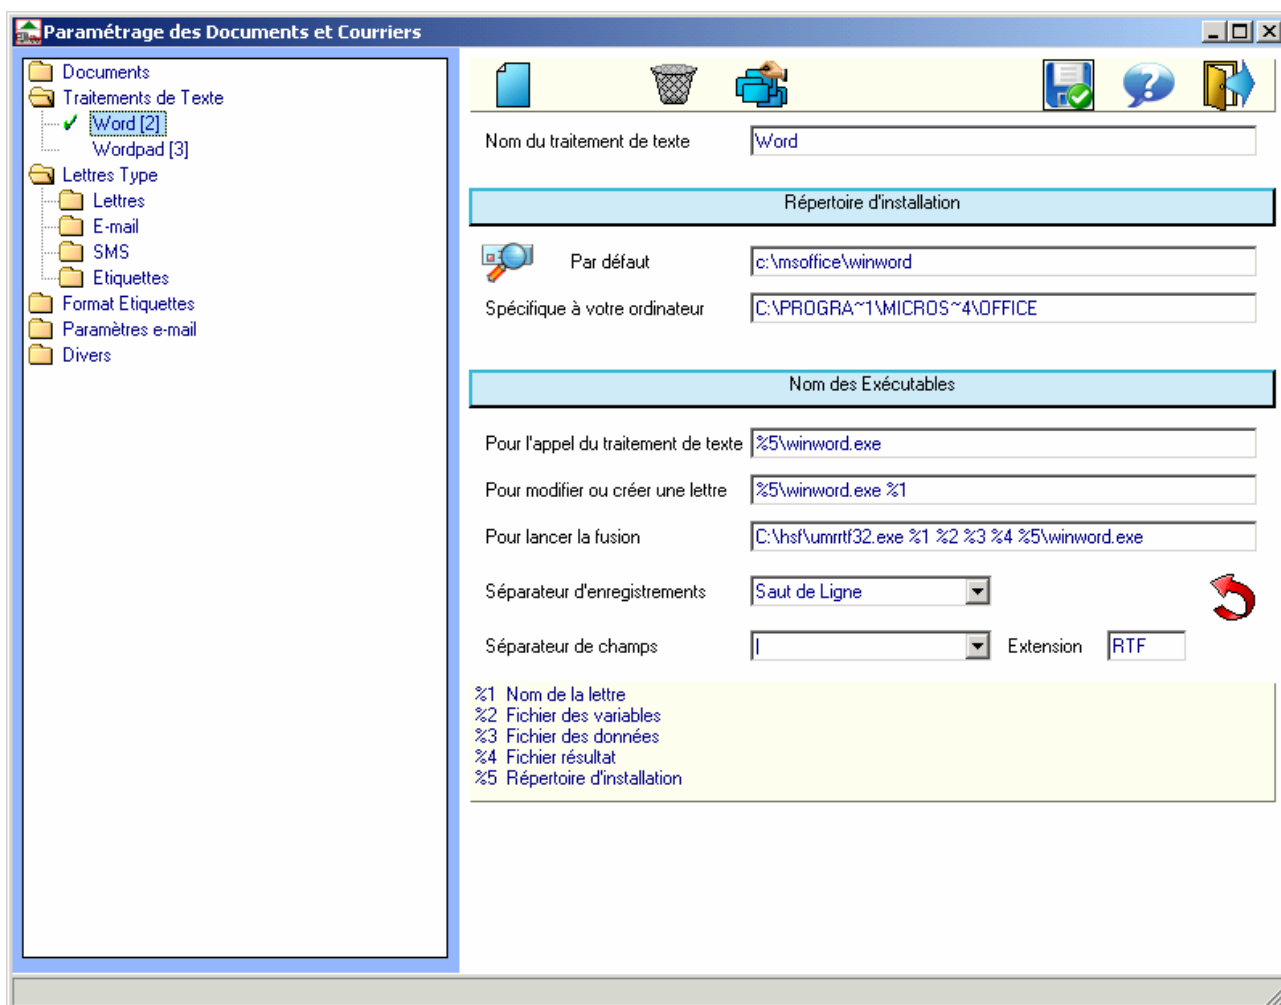 Paramétrage des Documents et Courriers
Documents
Traitements de Texte
Word [2]
Wordpad [3]
Lettres Type
Lettres
E-mail
SMS
Etiquettes
Format Etiquettes
Paramètres e-mail
Divers
Nom du traitement de texte Word
Répertoire d'installation
Par défaut c:\msoffice\winword
Spécifique à votre ordinateur C:\PROGRA~1\MICROS~4\OFFICE
Nom des Exécutables
Pour l'appel du traitement de texte %5\winword.exe
Pour modifier ou créer une lettre %5\winword.exe %1
Pour lancer la fusion C:\hsf\umrrtf32.exe %1 %2 %3 %4 %5\winword.exe
Séparateur d'enregistrements Saut de Ligne
Séparateur de champs | Extension RTF
%1 Nom de la lettre
%2 Fichier des variables
%3 Fichier des données
%4 Fichier résultat
%5 Répertoire d'installation